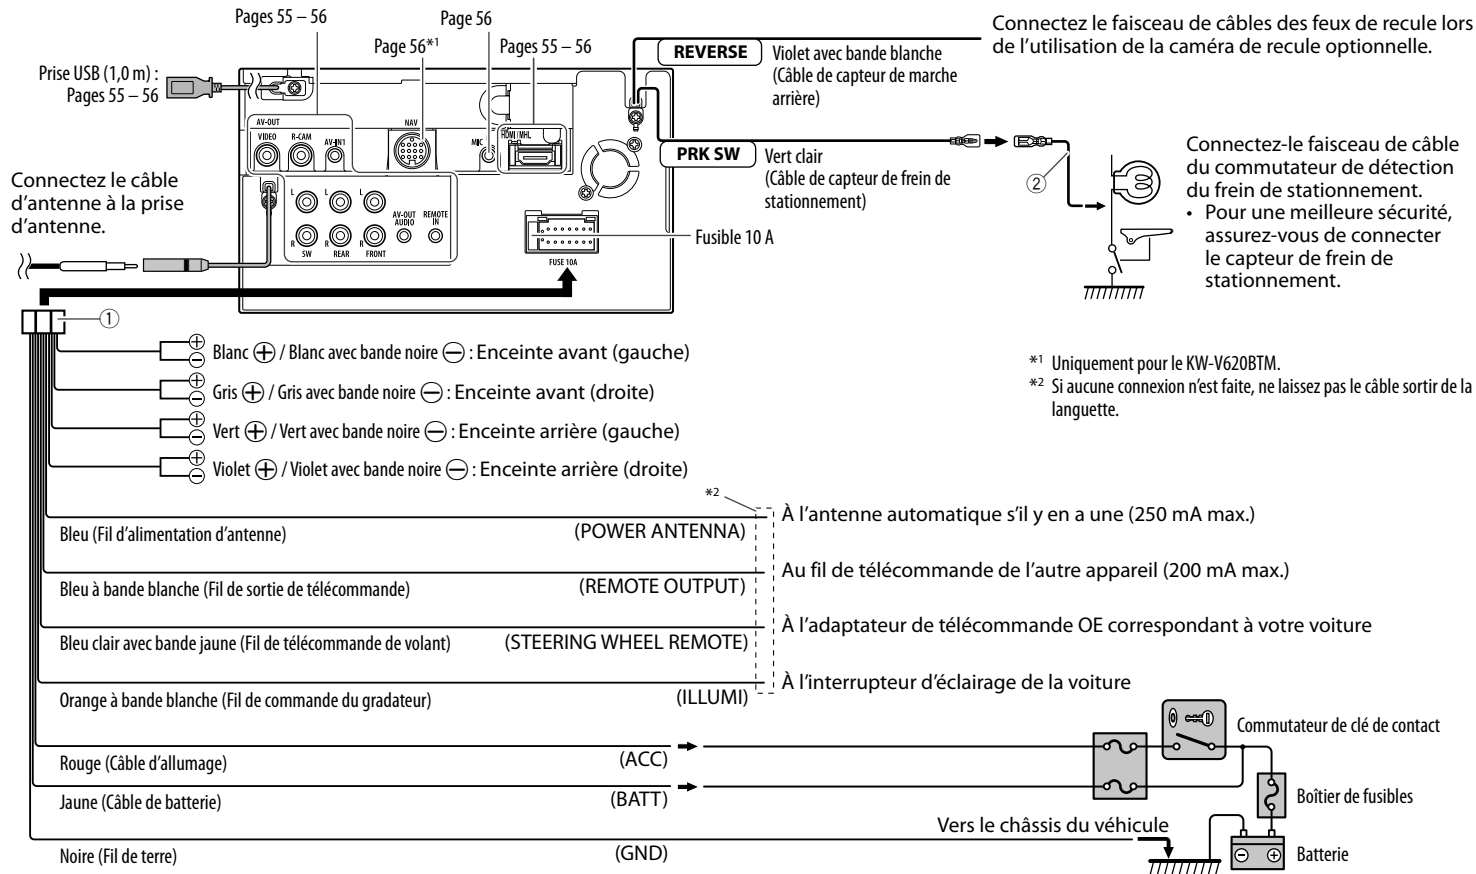 Pages 55 – 56
Page 56
Page 56*1
Pages 55 – 56
Prise USB (1,0 m) :
Pages 55 – 56
REVERSE
Violet avec bande blanche
(Câble de capteur de marche
arrière)
Connectez le faisceau de câbles des feux de recule lors
de l'utilisation de la caméra de recule optionnelle.
AV-OUT
VIDEO
R-CAM
AV-IN1
NAV
MIC
HDMI/MHL
PRK SW
Vert clair
(Câble de capteur de frein de
stationnement)
②
Connectez-le faisceau de câble
du commutateur de détection
du frein de stationnement.
• Pour une meilleure sécurité,
assurez-vous de connecter
le capteur de frein de
stationnement.
Connectez le câble
d'antenne à la prise
d'antenne.
L
L
L
R
R
R
SW
REAR
FRONT
AV-OUT
AUDIO
REMOTE
IN
Fusible 10 A
FUSE 10A
①
⊕ ⊖ Blanc ⊕ / Blanc avec bande noire ⊖ : Enceinte avant (gauche)
⊕ ⊖ Gris ⊕ / Gris avec bande noire ⊖ : Enceinte avant (droite)
⊕ ⊖ Vert ⊕ / Vert avec bande noire ⊖ : Enceinte arrière (gauche)
⊕ ⊖ Violet ⊕ / Violet avec bande noire ⊖ : Enceinte arrière (droite)
*1 Uniquement pour le KW-V620BTM.
*2 Si aucune connexion n'est faite, ne laissez pas le câble sortir de la
languette.
*2
Bleu (Fil d'alimentation d'antenne)
(POWER ANTENNA)
À l'antenne automatique s'il y en a une (250 mA max.)
Bleu à bande blanche (Fil de sortie de télécommande)
(REMOTE OUTPUT)
Au fil de télécommande de l'autre appareil (200 mA max.)
Bleu clair avec bande jaune (Fil de télécommande de volant)
(STEERING WHEEL REMOTE)
À l'adaptateur de télécommande OE correspondant à votre voiture
Orange à bande blanche (Fil de commande du gradateur)
(ILLUMI)
À l'interrupteur d'éclairage de la voiture
Commutateur de clé de contact
Rouge (Câble d'allumage)
(ACC)
Jaune (Câble de batterie)
(BATT)
Boîtier de fusibles
Vers le châssis du véhicule
Noire (Fil de terre)
(GND)
⊖ ⊕
Batterie